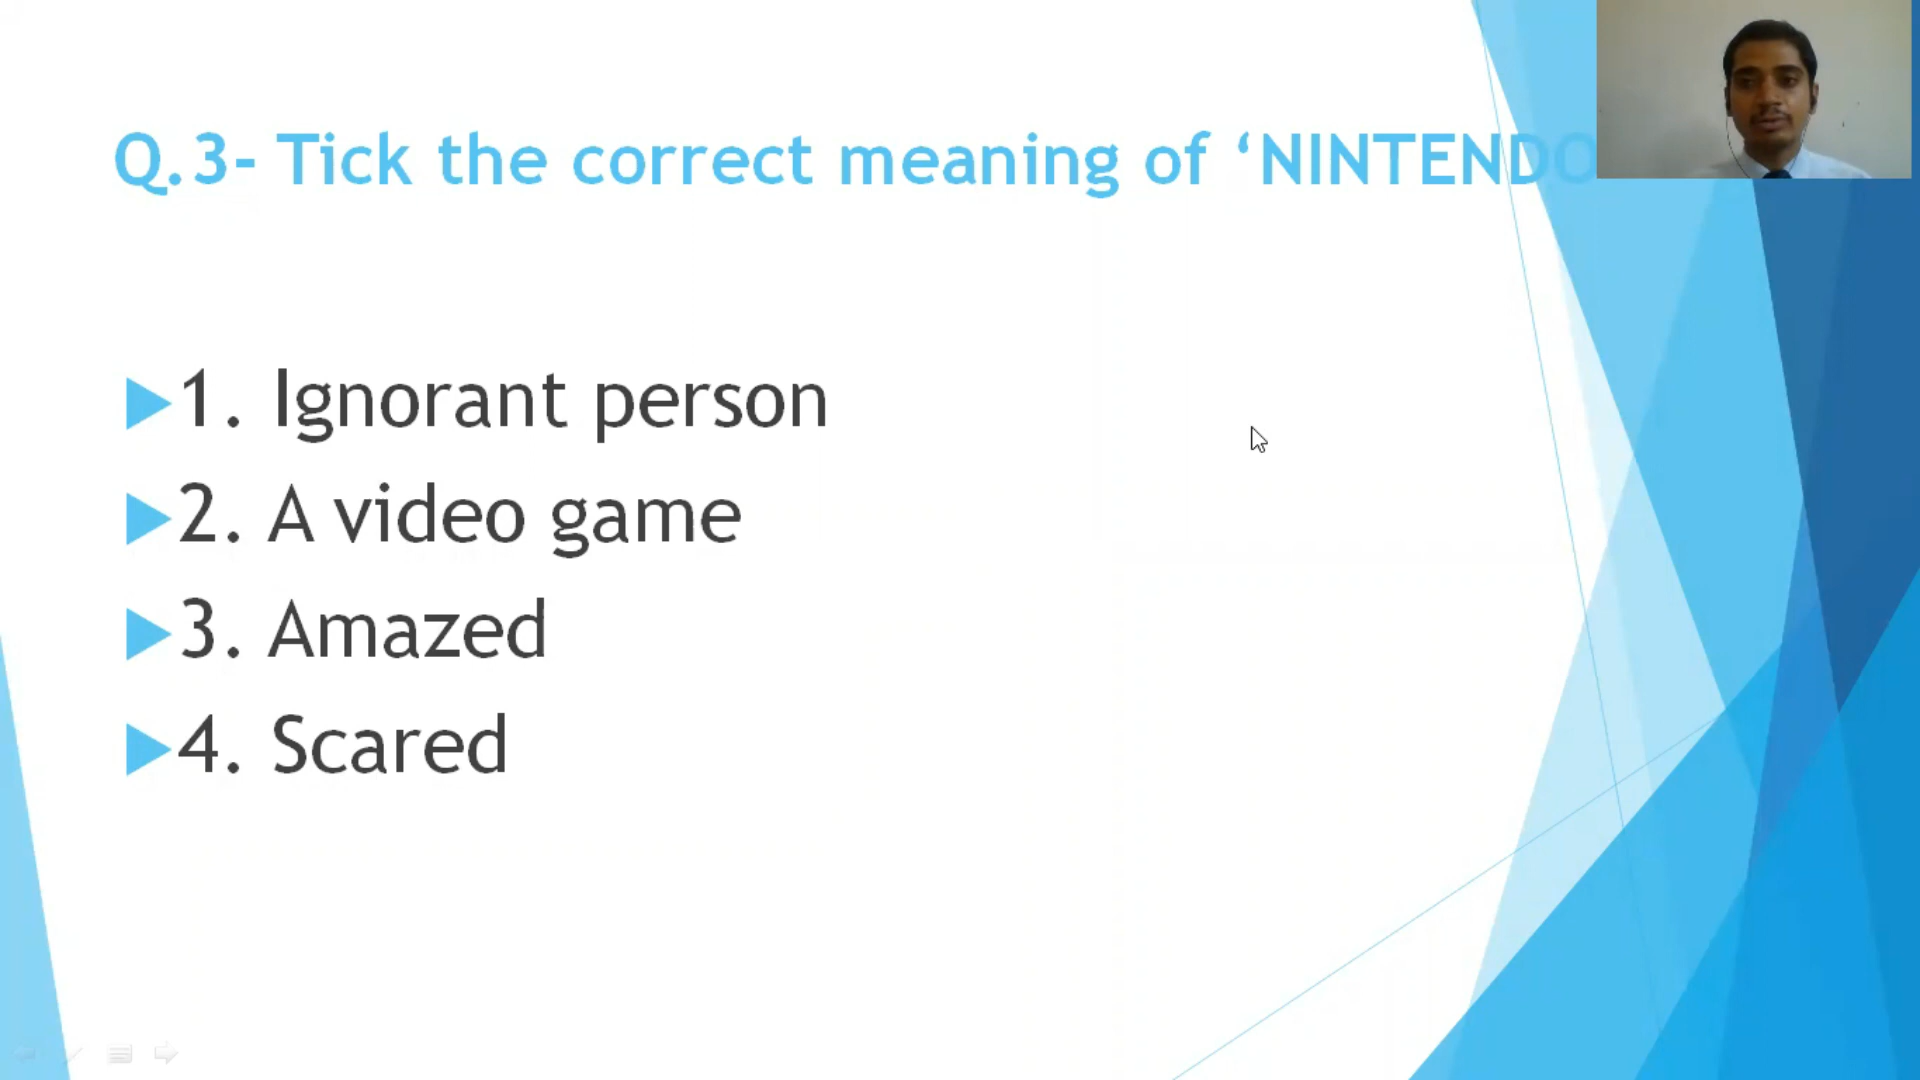 Q.3- Tick the correct meaning of ‘NINTENDO
1. Ignorant person
2. A video game
3. Amazed
4. Scared